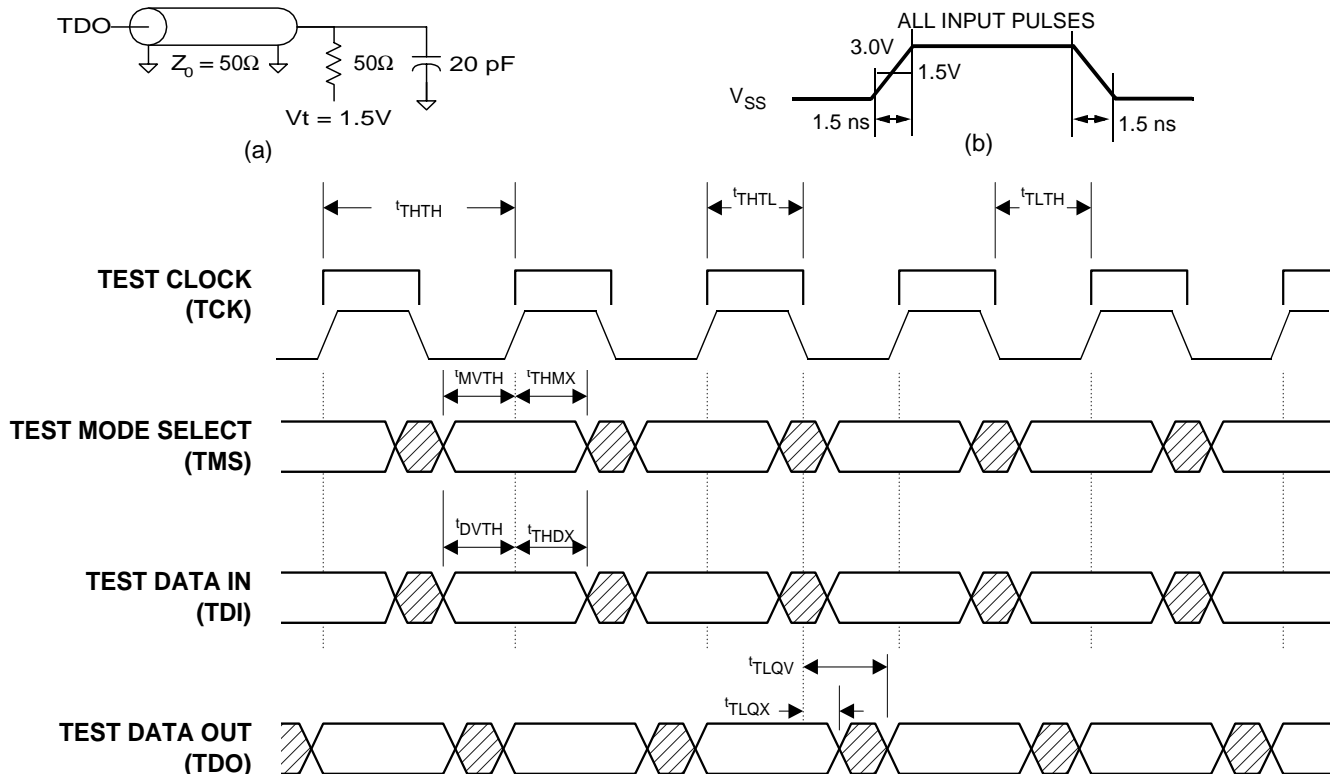 TDO
Z0 = 50Ω
50Ω
20 pF
Vt = 1.5V
(a)
ALL INPUT PULSES
3.0V
1.5V
VSS
1.5 ns
1.5 ns
(b)
tTHTH
tTHTL
tTLTH
TEST CLOCK
(TCK)
tMVTH
tTHMX
TEST MODE SELECT
(TMS)
tDVTH
tTHDX
TEST DATA IN
(TDI)
tTLQV
tTLQX
TEST DATA OUT
(TDO)